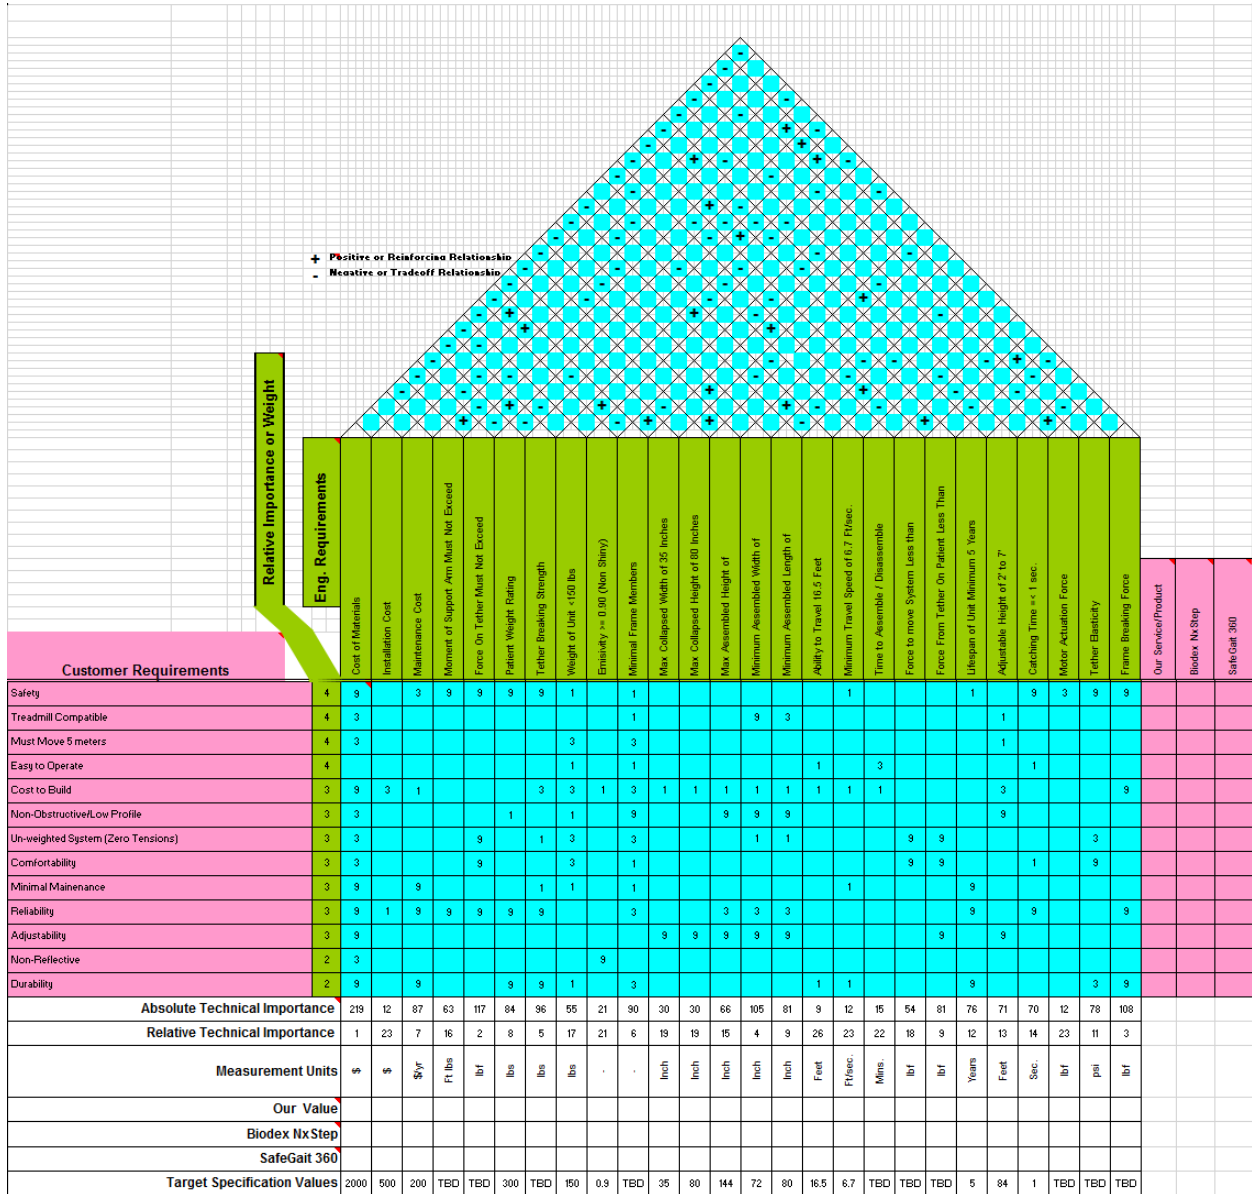 + Positive or Reinforcing Relationship
- Negative or Tradeoff Relationship
Relative Importance or Weight
Eng. Requirements
Cost of Materials
Installation Cost
Maintenance Cost
Moment of Support Arm Must Not Exceed
Force On Tether Must Not Exceed
Patient Weight Rating
Tether Breaking Strength
Weight of Unit <150 lbs
Emisivity >= 0.90 (Non Shiny)
Minimal Frame Members
Max Collapsed Width of 35 Inches
Max Collapsed Height of 80 Inches
Max Assembled Height of
Minimum Assembled Width of
Minimum Assembled Length of
Ability to Travel 16.5 Feet
Minimum Travel Speed of 6.7 Ft/sec.
Time to Assemble / Disassemble
Force to move System Less than
Force From Tether On Patient Less Than
Lifespan of Unit Minimum 5 Years
Adjustable Height of 2' to 7'
Catching Time =< 1 sec.
Motor Actuation Force
Tether Elasticity
Frame Breaking Force
Our Service/Product
Biodex NxStep
SafeGait 360
Customer Requirements
Safety 4 9 3 9 9 9 9 1 1 1 1 9 3 9 9
Treadmill Compatible 4 3 1 9 3 1
Must Move 5 meters 4 3 3 3 1
Easy to Operate 4 1 1 1 3 1
Cost to Build 3 9 3 1 3 3 1 3 1 1 1 1 1 1 1 1 3 9
Non-Obstructive/Low Profile 3 3 1 1 9 9 9 9 9
Un-weighted System (Zero Tensions) 3 3 9 1 3 3 1 1 9 9 3
Comfortability 3 3 9 3 1 9 9 1 9
Minimal Mainenance 3 9 9 1 1 1 1 9
Reliability 3 9 1 9 9 9 9 9 3 3 3 3 9 9 9
Adjustability 3 9 9 9 9 9 9 9 9
Non-Reflective 2 3 9
Durability 2 9 9 9 9 1 3 1 1 9 3 9
Absolute Technical Importance 219 12 87 63 117 84 96 55 21 90 30 30 66 105 81 9 12 15 54 81 76 71 70 12 78 108
Relative Technical Importance 1 23 7 16 2 8 5 17 21 6 19 19 15 4 9 26 23 22 18 9 12 13 14 23 11 3
Measurement Units $ $ $/yr Ft lbs lbf lbs lbs lbs - - Inch Inch Inch Inch Inch Feet Ft/sec. Mins. lbf lbf Years Feet Sec. lbf psi lbf
Our Value
Biodex NxStep
SafeGait 360
Target Specification Values 2000 500 200 TBD TBD 300 TBD 150 0.9 TBD 35 80 144 72 80 16.5 6.7 TBD TBD TBD 5 84 1 TBD TBD TBD